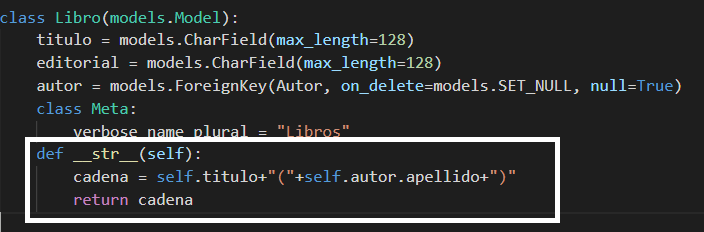 class Libro(models.Model):
    titulo = models.CharField(max_length=128)
    editorial = models.CharField(max_length=128)
    autor = models.ForeignKey(Autor, on_delete=models.SET_NULL, null=True)
    class Meta:
        verbose_name_plural = "Libros"
    def __str__(self):
        cadena = self.titulo+"("+self.autor.apellido+")"
        return cadena